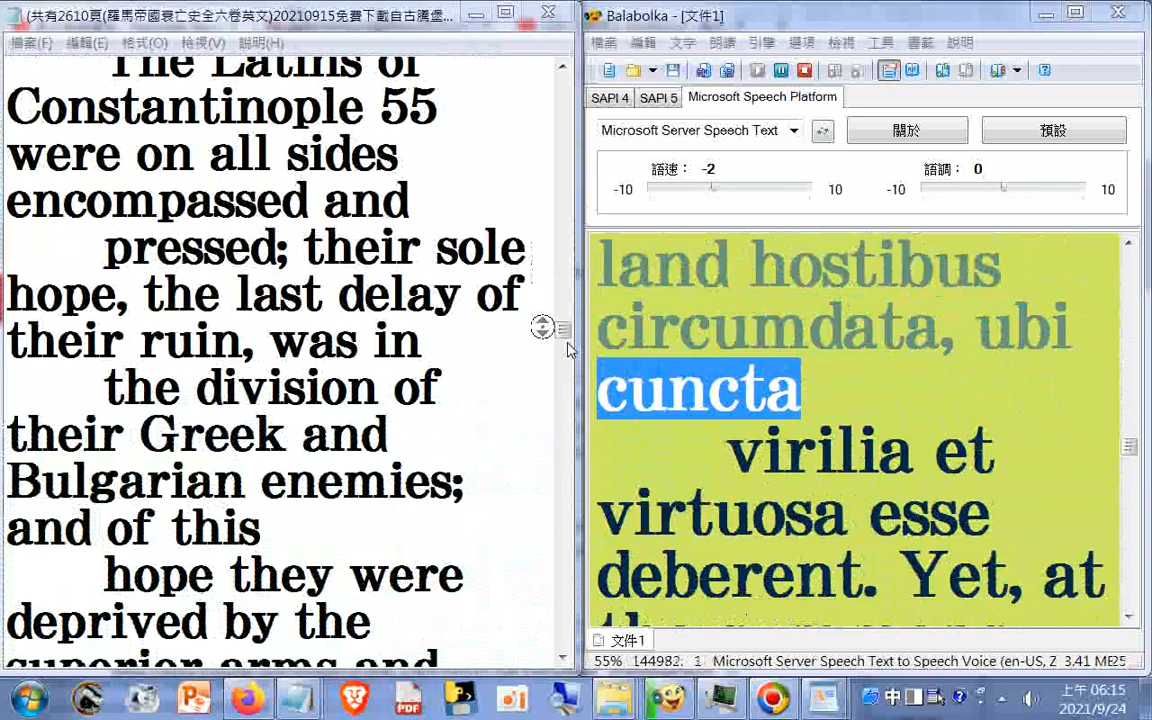 (共有2610頁(羅馬帝國衰亡史全六卷英文)20210915免費下載自古騰堡...
檔案(F) 編輯(E) 格式(O) 檢視(V) 說明(H)
The Latins of
Constantinople 55
were on all sides
encompassed and
pressed; their sole
hope, the last delay of
their ruin, was in
the division of
their Greek and
Bulgarian enemies;
and of this
hope they were
deprived by the
superior arms and
Balabolka - [文件1]
檔案 編輯 文字 朗讀 引擎 選項 檢視 工具 書籤 說明
SAPI 4 SAPI 5 Microsoft Speech Platform
Microsoft Server Speech Text 關於 預設
語速： -2 語調： 0
-10 10 -10 10
land hostibus
circumdata, ubi
cuncta
virilia et
virtuosa esse
deberent. Yet, at
文件1
55% 144982: 1 Microsoft Server Speech Text to Speech Voice (en-US, Z 3.41 ME25
中 上午 06:15
2021/9/24